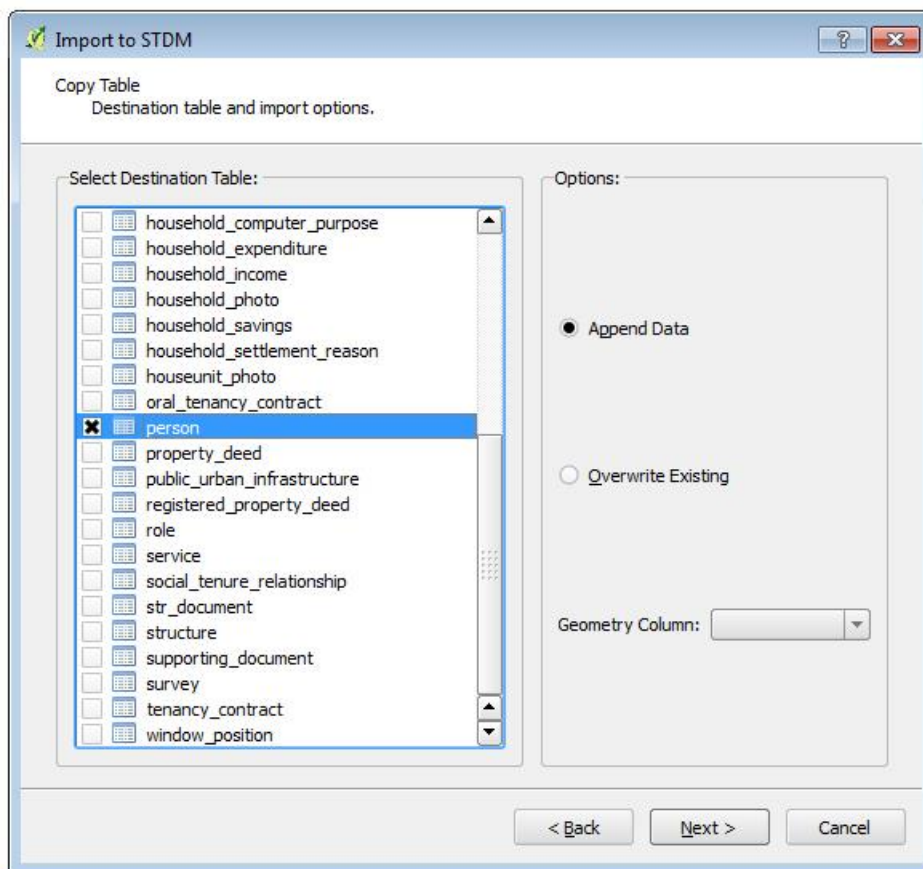 Import to STDM
Copy Table
Destination table and import options.
Select Destination Table:
household_computer_purpose
household_expenditure
household_income
household_photo
household_savings
household_settlement_reason
houseunit_photo
oral_tenancy_contract
person
property_deed
public_urban_infrastructure
registered_property_deed
role
service
social_tenure_relationship
str_document
structure
supporting_document
survey
tenancy_contract
window_position
Options:
Append Data
Overwrite Existing
Geometry Column:
< Back
Next >
Cancel